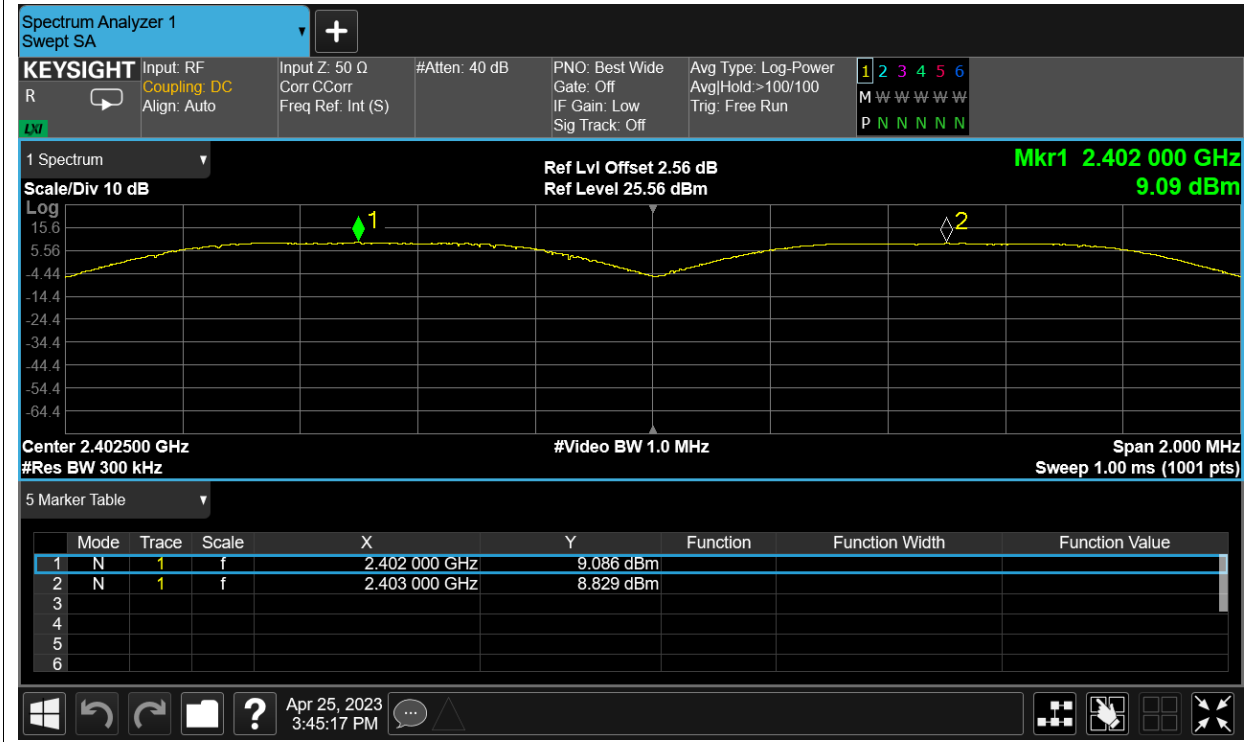 Spectrum Analyzer 1
Swept SA
+
KEYSIGHT
R
LXI
Input: RF
Coupling: DC
Align: Auto
Input Z: 50 Ω
Corr CCorr
Freq Ref: Int (S)
#Atten: 40 dB
PNO: Best Wide
Gate: Off
IF Gain: Low
Sig Track: Off
Avg Type: Log-Power
Avg|Hold:>100/100
Trig: Free Run
1 2 3 4 5 6
M W W W W W
P N N N N N
1 Spectrum
Scale/Div 10 dB
Ref Lvl Offset 2.56 dB
Ref Level 25.56 dBm
Mkr1 2.402 000 GHz
9.09 dBm
Log
15.6
5.56
-4.44
-14.4
-24.4
-34.4
-44.4
-54.4
-64.4
1
2
Center 2.402500 GHz
#Video BW 1.0 MHz
Span 2.000 MHz
#Res BW 300 kHz
Sweep 1.00 ms (1001 pts)
5 Marker Table
Mode Trace Scale X Y Function Function Width Function Value
1 N 1 f 2.402 000 GHz 9.086 dBm
2 N 1 f 2.403 000 GHz 8.829 dBm
3
4
5
6
?
Apr 25, 2023
3:45:17 PM